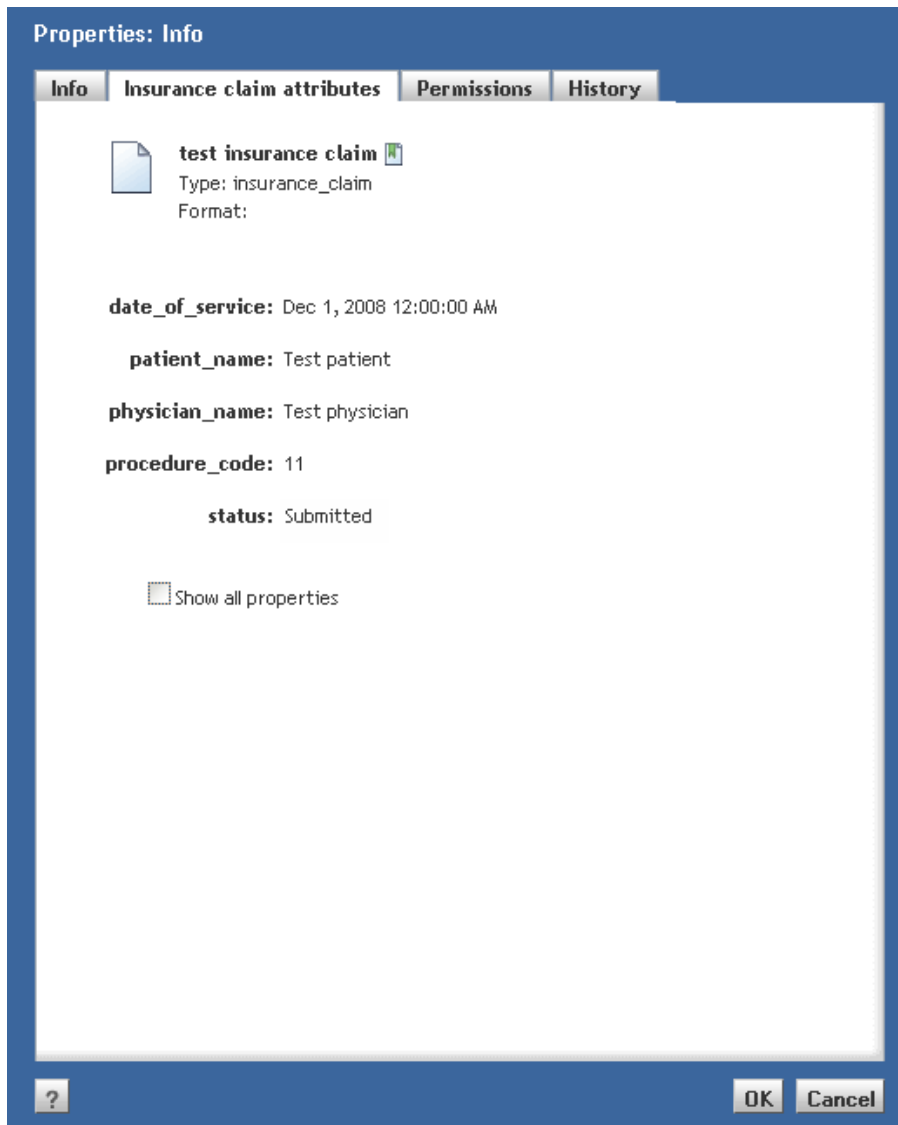 Properties: Info
Info Insurance claim attributes Permissions History
test insurance claim
Type: insurance_claim
Format:
date_of_service: Dec 1, 2008 12:00:00 AM
patient_name: Test patient
physician_name: Test physician
procedure_code: 11
status: Submitted
Show all properties
? OK Cancel